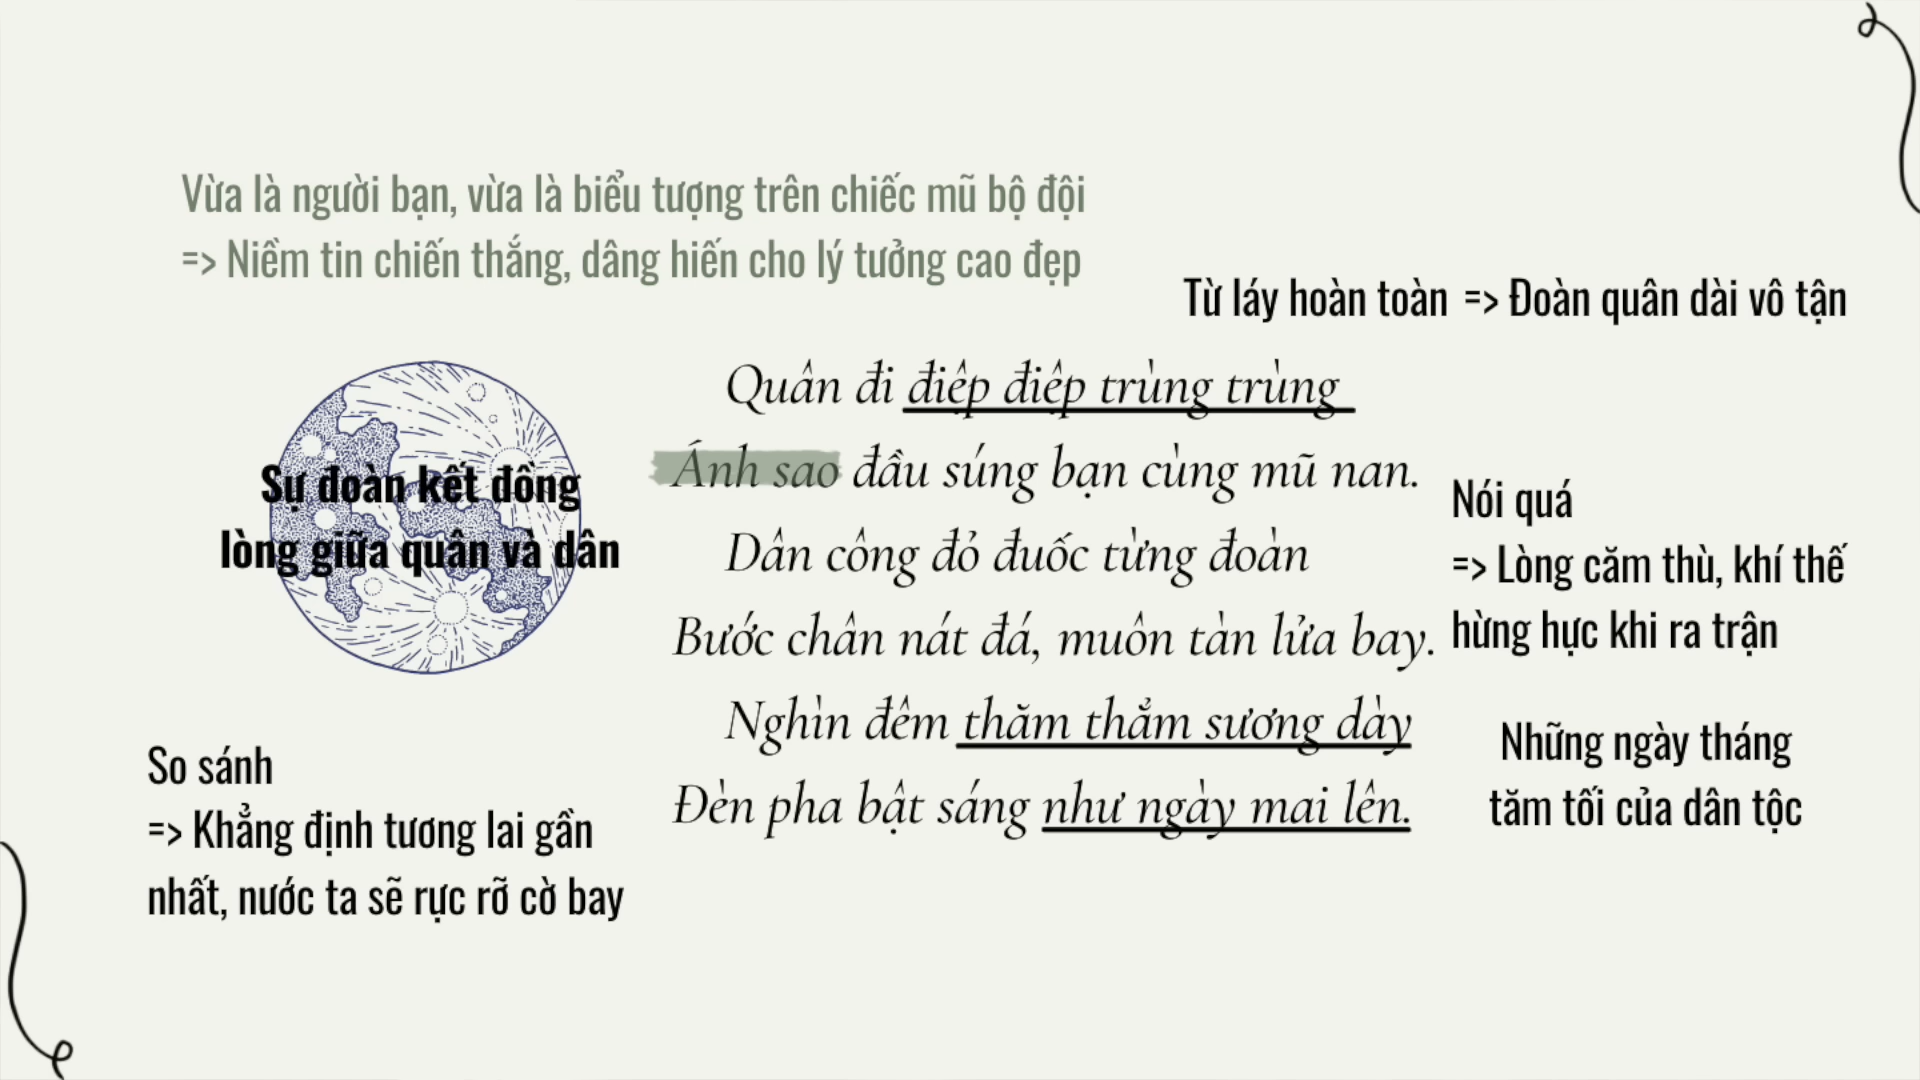 Vừa là người bạn, vừa là biểu tượng trên chiếc mũ bộ đội
=> Niềm tin chiến thắng, dâng hiến cho lý tưởng cao đẹp
Từ láy hoàn toàn => Đoàn quân dài vô tận
Quân đi điệp điệp trùng trùng
Ánh sao đầu súng bạn cùng mũ nan.
Dân công đỏ đuốc từng đoàn
Bước chân nát đá, muôn tàn lửa bay.
Nghìn đêm thăm thẳm sương dày
Đèn pha bật sáng như ngày mai lên.
Sự đoàn kết đồng
lòng giữa quân và dân
Nói quá
=> Lòng căm thù, khí thế
hừng hực khi ra trận
Những ngày tháng
tăm tối của dân tộc
So sánh
=> Khẳng định tương lai gần
nhất, nước ta sẽ rực rỡ cờ bay